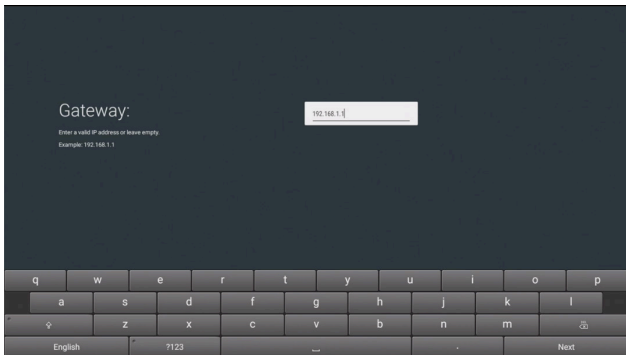 Gateway:
192.168.1.1
Enter a valid IP address or leave empty.
Example: 192.168.1.1
q w e r t y u i o p
a s d f g h j k l
z x c v b n m
English ?123 . Next